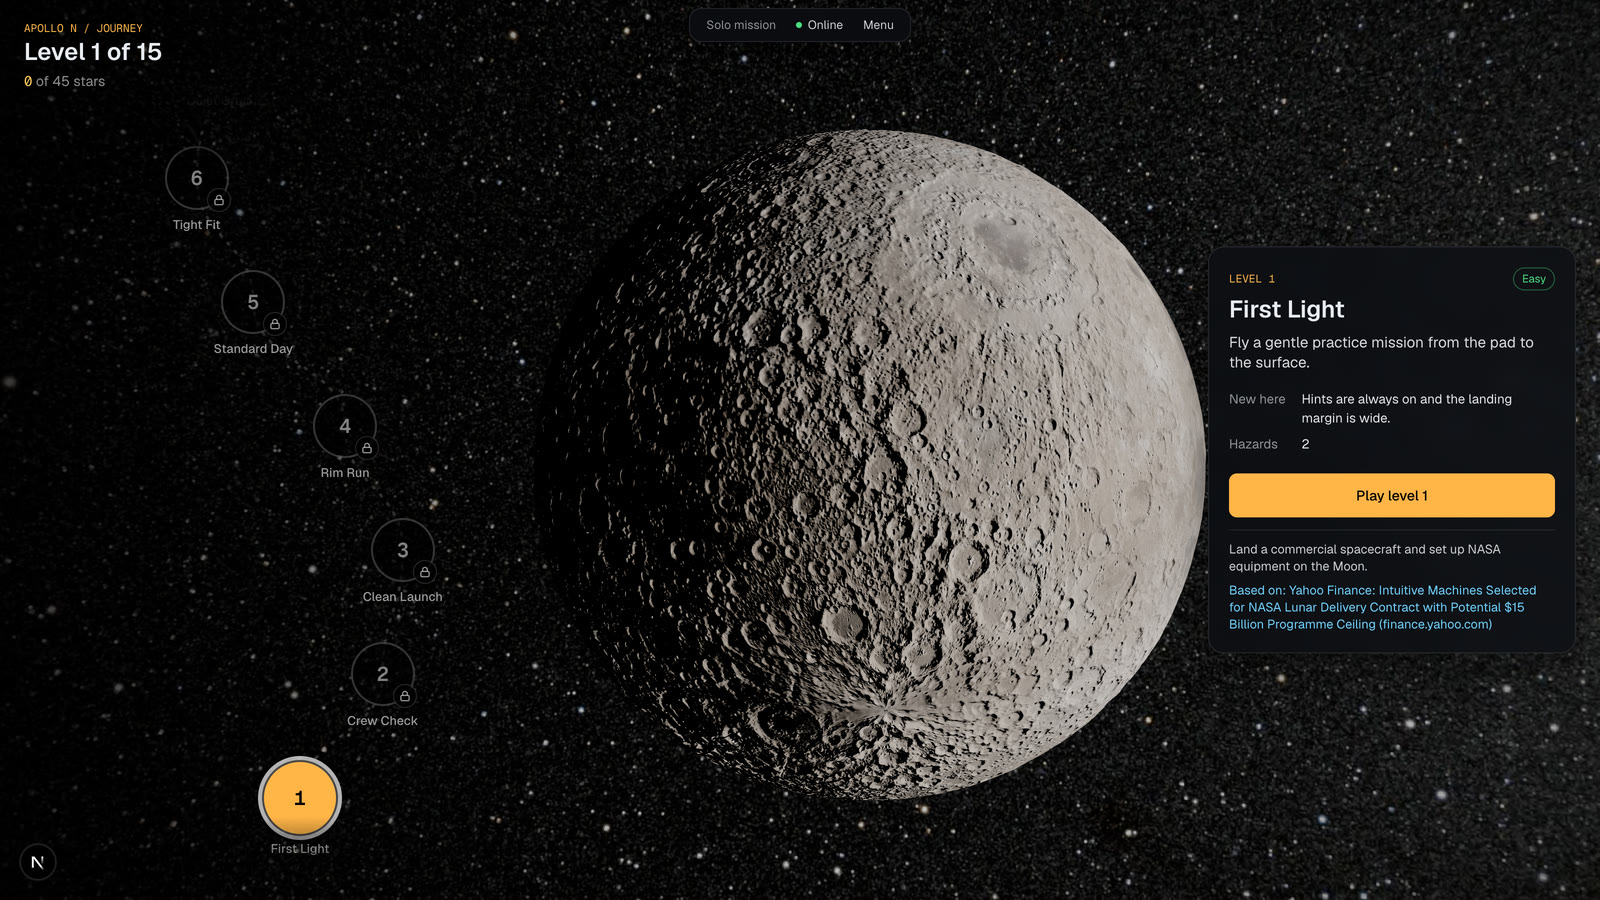 APOLLO N / JOURNEY
Level 1 of 15
0 of 45 stars
Solo mission
Online
Menu
6
Tight Fit
5
Standard Day
4
Rim Run
3
Clean Launch
2
Crew Check
1
First Light
N
LEVEL 1
Easy
First Light
Fly a gentle practice mission from the pad to
the surface.
New here Hints are always on and the landing
margin is wide.
Hazards 2
Play level 1
Land a commercial spacecraft and set up NASA
equipment on the Moon.
Based on: Yahoo Finance: Intuitive Machines Selected
for NASA Lunar Delivery Contract with Potential $15
Billion Programme Ceiling (finance.yahoo.com)